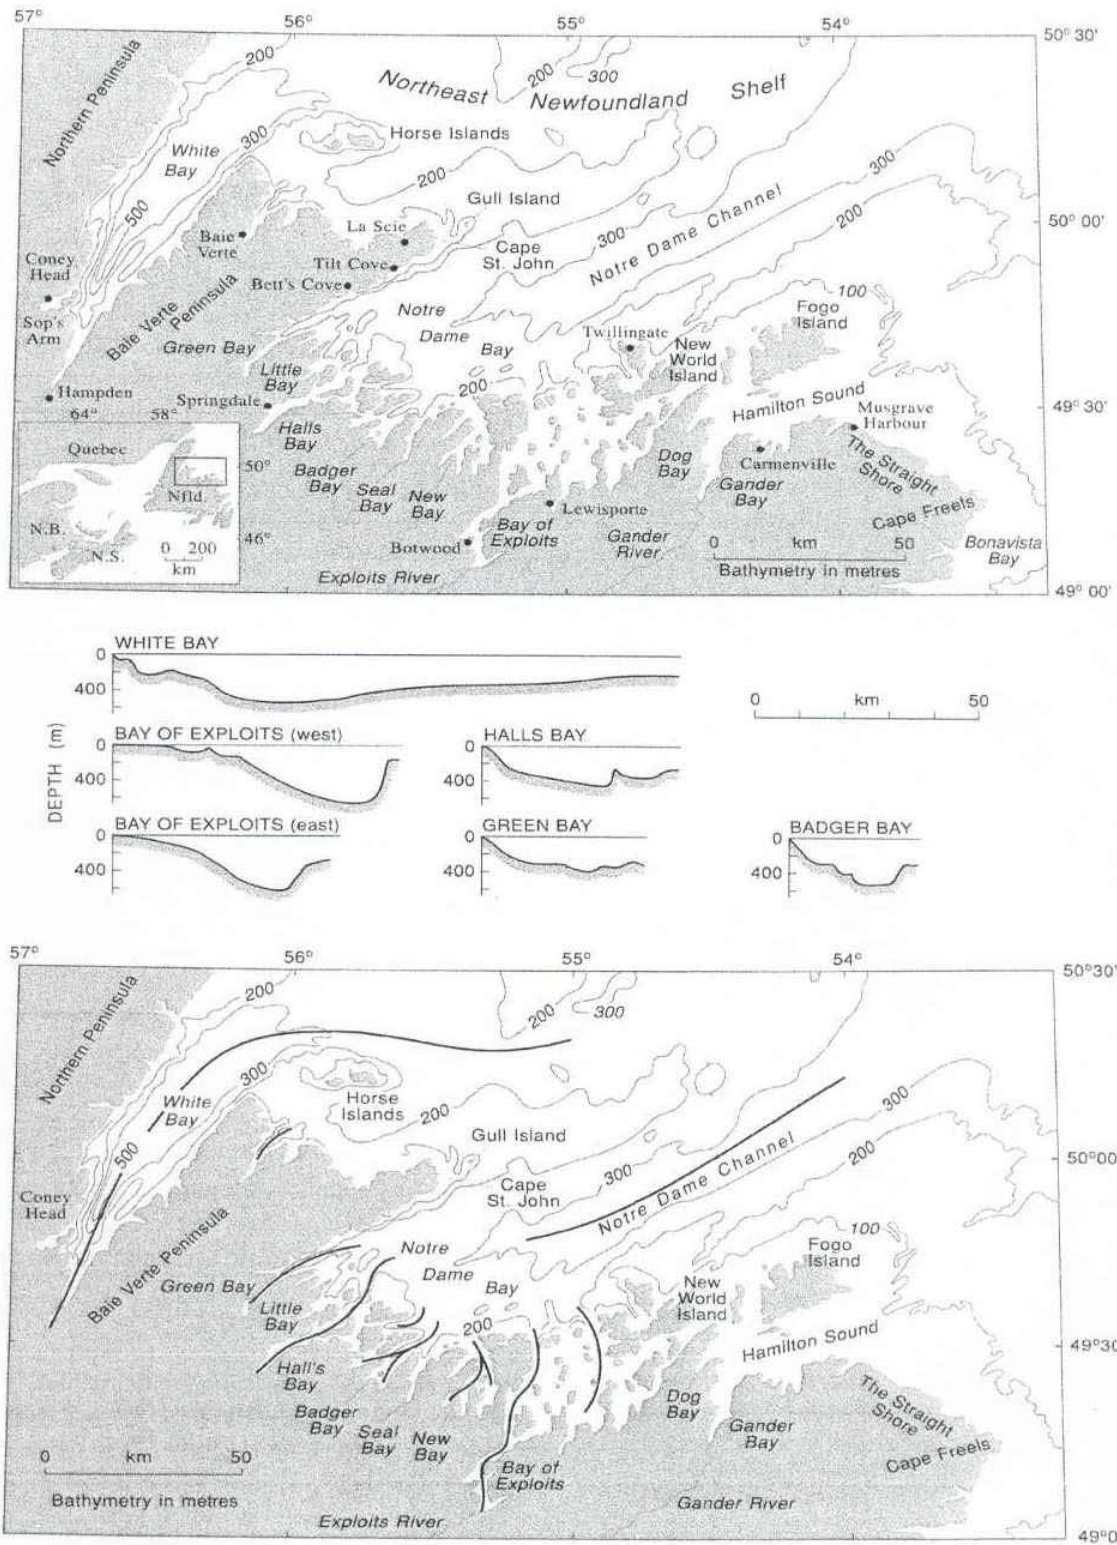 57° 56° 55° 54°
50° 30'
200
200
300
Northeast Newfoundland Shelf
Northern Peninsula
White
Bay
300
Horse Islands
200
500
Gull Island
300
200
Notre Dame Channel
50° 00'
La Scie
Baie
Verte
Cape
St. John
300
Coney
Head
Tilt Cove
Bett's Cove
Baie Verte
Peninsula
Notre
Dame
Bay
100
Fogo
Island
Sop's
Arm
Green Bay
Twillingate
New
World
Island
Little
Bay
200
Hampden
Springdale
Hamilton Sound
49° 30'
64° 58°
Halls
Bay
Musgrave
Harbour
Quebec
50°
Badger
Bay
Seal
Bay
New
Bay
Dog
Bay
Carmenville
The Straight
Shore
Gander
Bay
Nfld.
Lewisporte
Cape Freels
N.B.
46°
Bay of
Exploits
Gander
River
0 km 50
Bonavista
Bay
N.S.
0 200
km
Botwood
Bathymetry in metres
Exploits River
49° 00'
WHITE BAY
0
400
0 km 50
BAY OF EXPLOITS (west)
0
400
HALLS BAY
0
400
DEPTH (m)
BAY OF EXPLOITS (east)
0
400
GREEN BAY
0
400
BADGER BAY
0
400
57° 56° 55° 54°
50°30'
200
200
300
Northern Peninsula
300
White
Bay
Horse
Islands
200
300
500
Gull Island
Notre Dame Channel
200
50°00
Coney
Head
Cape
St. John
300
Baie Verte Peninsula
Notre
Dame
Bay
100
Fogo
Island
Green Bay
New
World
Island
Little
Bay
200
Hamilton Sound
49°30
Hall's
Bay
The Straight
Shore
Badger
Bay
Seal
Bay
New
Bay
Dog
Bay
Gander
Bay
Cape Freels
0 km 50
Bay of
Exploits
Bathymetry in metres
Gander River
Exploits River
49°0